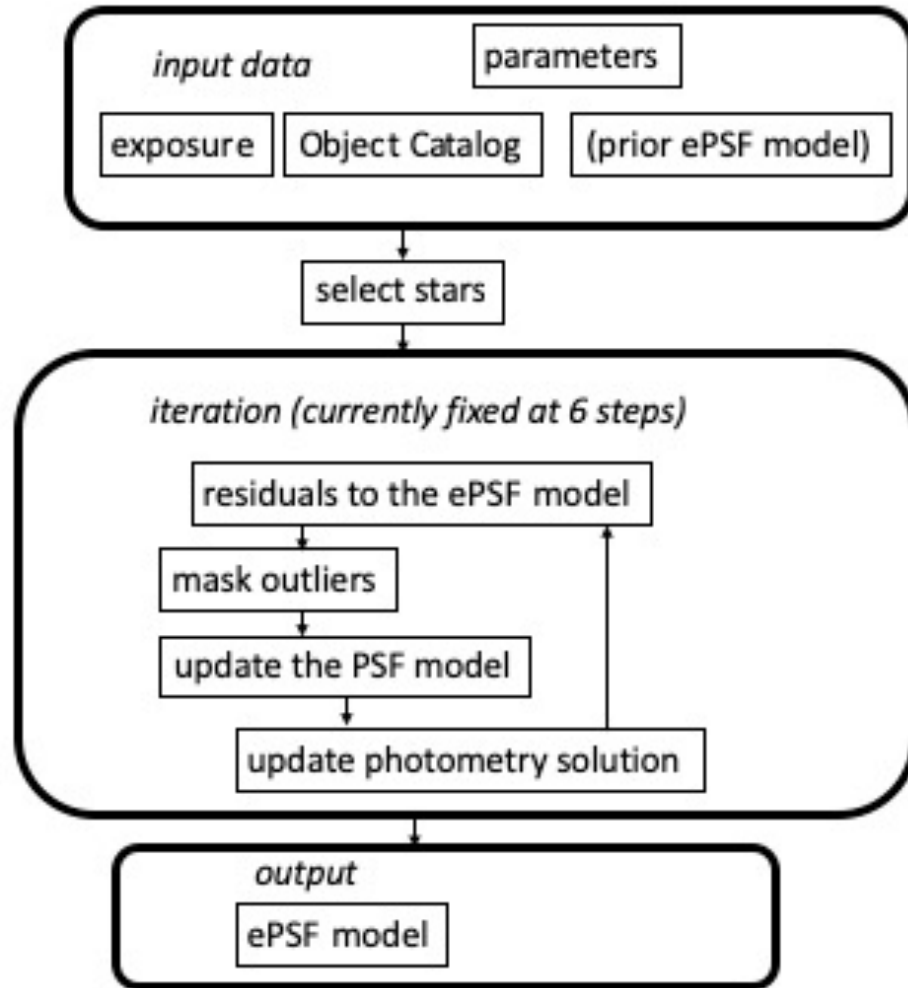 input data
parameters
exposure
Object Catalog
(prior ePSF model)
select stars
iteration (currently fixed at 6 steps)
residuals to the ePSF model
mask outliers
update the PSF model
update photometry solution
output
ePSF model